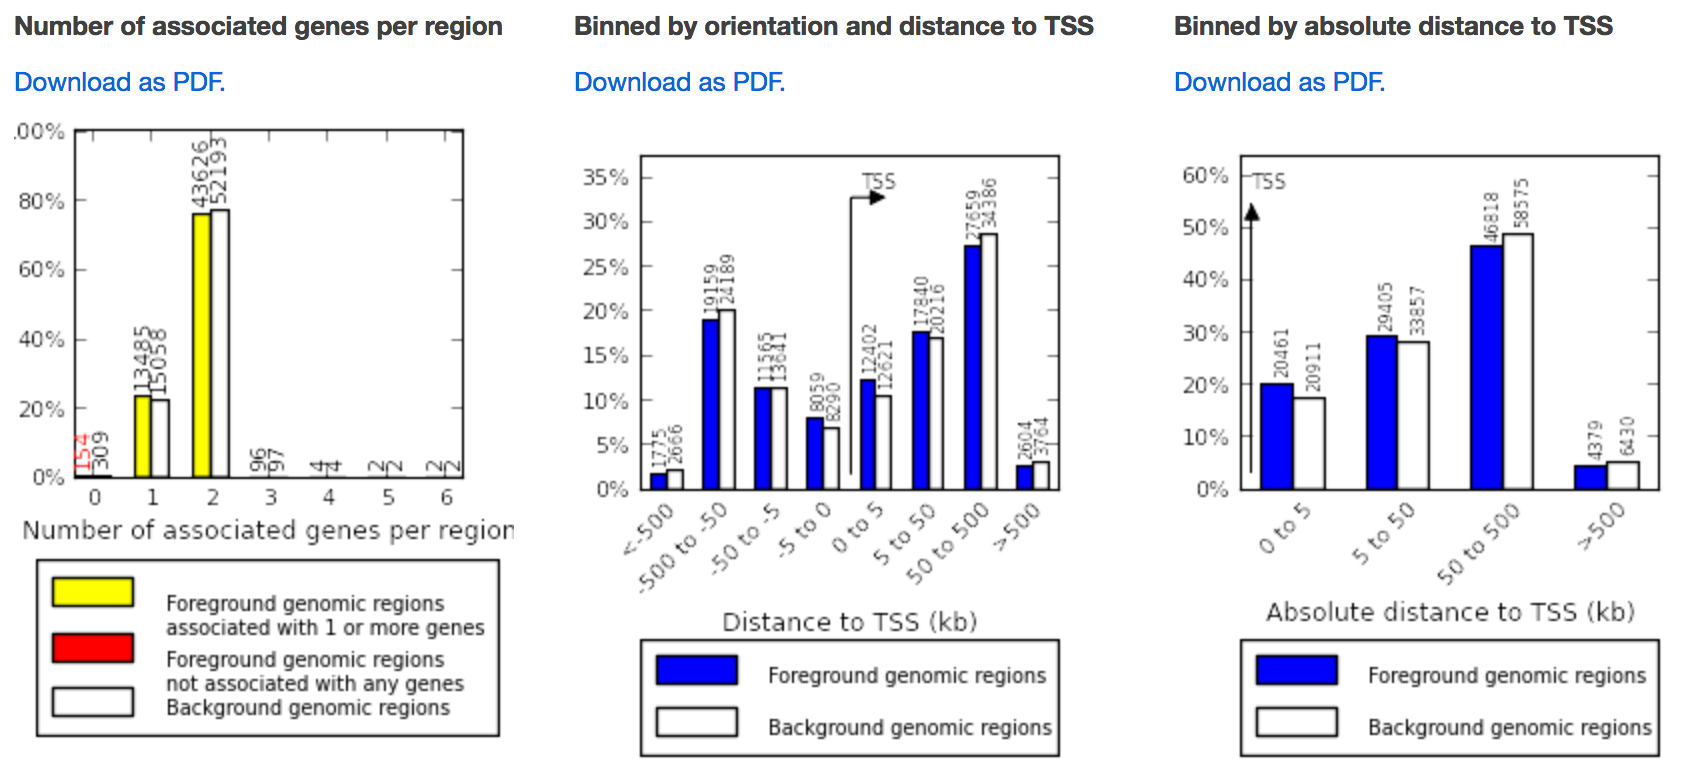 Number of associated genes per region
Download as PDF.
.00%
80%
60%
40%
20%
0%
154
309
13485
15058
43626
52193
96
97
4
4
2
2
2
2
0 1 2 3 4 5 6
Number of associated genes per region
Foreground genomic regions
associated with 1 or more genes
Foreground genomic regions
not associated with any genes
Background genomic regions
Binned by orientation and distance to TSS
Download as PDF.
35%
30%
25%
20%
15%
10%
5%
0%
TSS
1775
2666
19159
24189
11565
13641
8059
8290
12402
12621
17840
20216
27659
34386
2604
3764
<-500
-500 to -50
-50 to -5
-5 to 0
0 to 5
5 to 50
50 to 500
>500
Distance to TSS (kb)
Foreground genomic regions
Background genomic regions
Binned by absolute distance to TSS
Download as PDF.
60%
50%
40%
30%
20%
10%
0%
TSS
20461
20911
29405
33857
46818
58575
4379
6430
0 to 5
5 to 50
50 to 500
>500
Absolute distance to TSS (kb)
Foreground genomic regions
Background genomic regions